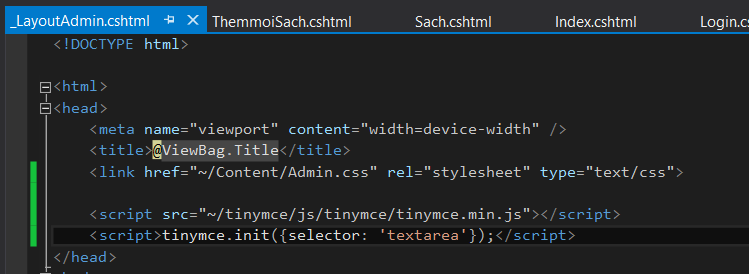 _LayoutAdmin.cshtml ThemmoiSach.cshtml Sach.cshtml Index.cshtml Login.cs
<!DOCTYPE html>
<html>
<head>
<meta name="viewport" content="width=device-width" />
<title>@ViewBag.Title</title>
<link href="~/Content/Admin.css" rel="stylesheet" type="text/css">
<script src="~/tinymce/js/tinymce/tinymce.min.js"></script>
<script>tinymce.init({selector: 'textarea'});</script>
</head>